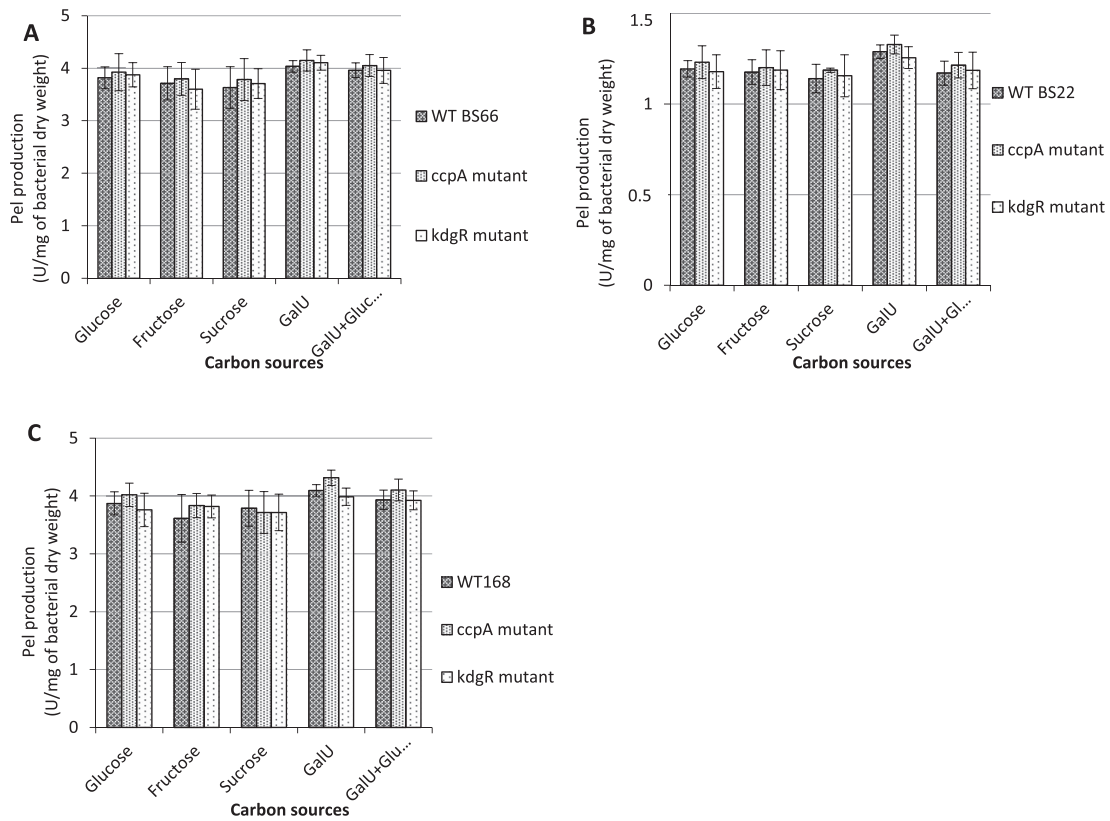 A
Pel production
(U/mg of bacterial dry weight)
5
4
3
2
1
0
Glucose
Fructose
Sucrose
GalU
GalU+Gluc...
Carbon sources
WT BS66
ccpA mutant
kdgR mutant
B
Pel production
(U/mg of bacterial dry weight)
1.5
1
0.5
0
Glucose
Fructose
Sucrose
GalU
GalU+Gl...
Carbon sources
WT BS22
ccpA mutant
kdgR mutant
C
Pel production
(U/mg of bacterial dry weight)
5
4
3
2
1
0
Glucose
Fructose
Sucrose
GalU
GalU+Glu...
Carbon sources
WT168
ccpA mutant
kdgR mutant